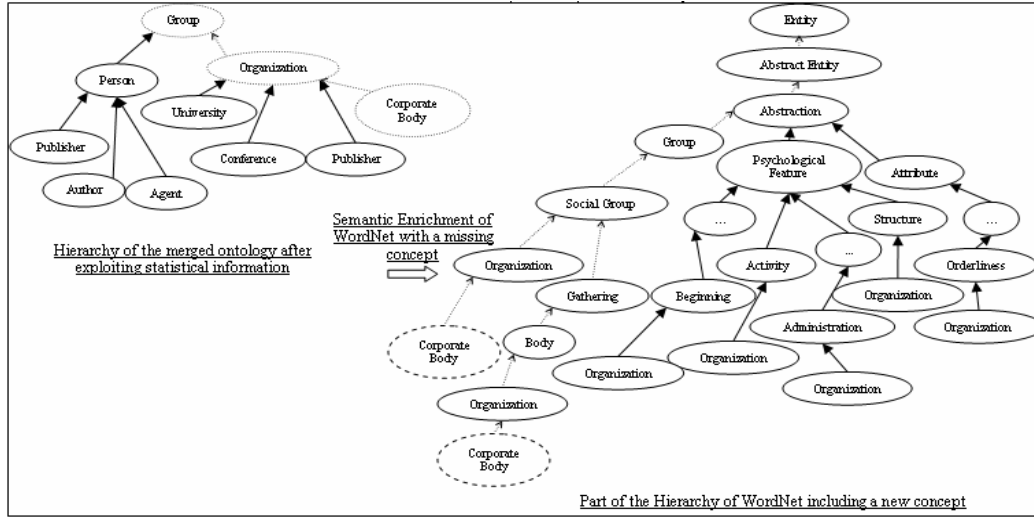 Group
Person
Organization
University
Corporate
Body
Publisher
Conference
Publisher
Author
Agent
Hierarchy of the merged ontology after
exploiting statistical information
Semantic Enrichment of
WordNet with a missing
concept
Entity
Abstract Entity
Abstraction
Group
Psychological
Feature
Attribute
Social Group
...
Structure
...
Organization
Activity
...
Orderliness
Gathering
Beginning
Organization
Administration
Organization
Corporate
Body
Body
Organization
Organization
Organization
Organization
Corporate
Body
Part of the Hierarchy of WordNet including a new concept